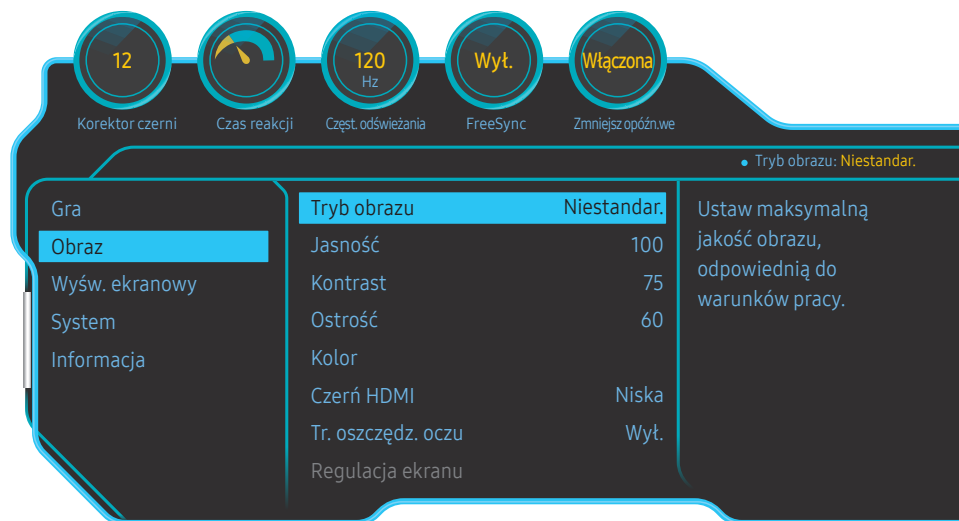 12
120
Hz
Wył.
Włączona
Korektor czerni
Czas reakcji
Częst. odświeżania
FreeSync
Zmniejsz opóźn.we
Tryb obrazu: Niestandar.
Gra
Obraz
Wyśw. ekranowy
System
Informacja
Tryb obrazu Niestandar.
Jasność 100
Kontrast 75
Ostrość 60
Kolor
Czerń HDMI Niska
Tr. oszczędz. oczu Wył.
Regulacja ekranu
Ustaw maksymalną
jakość obrazu,
odpowiednią do
warunków pracy.